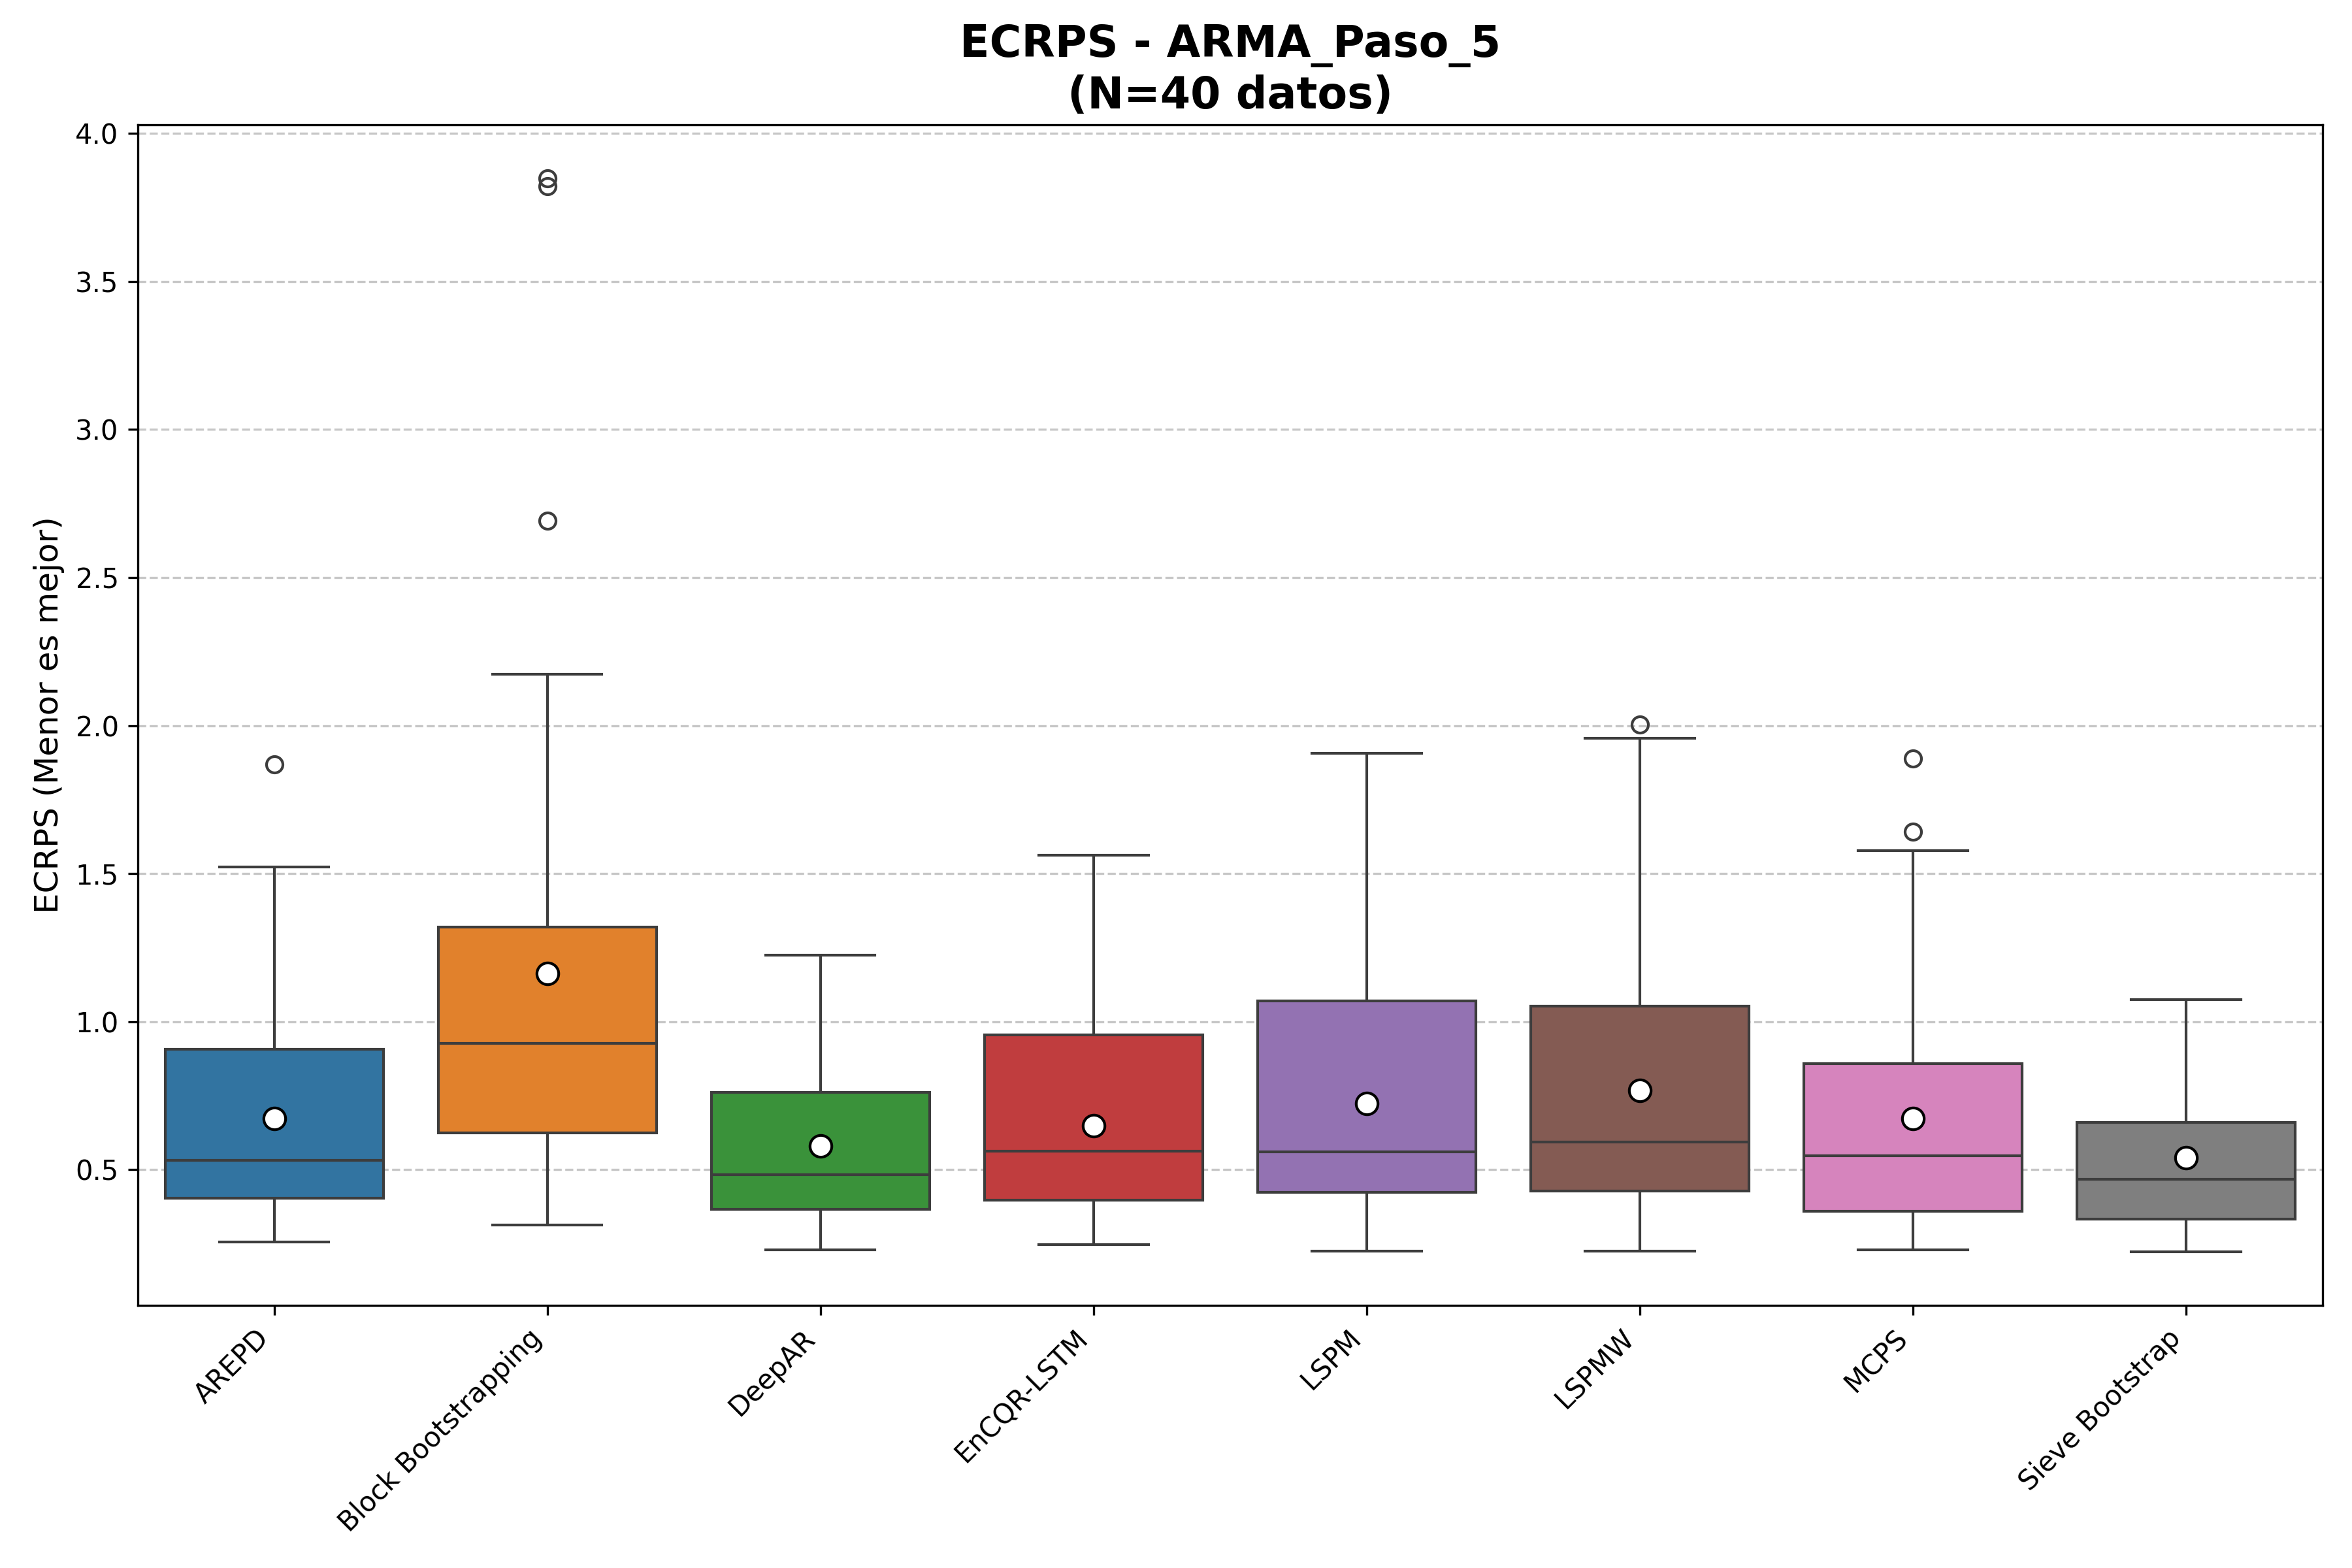 ECRPS - ARMA_Paso_5
(N=40 datos)
ECRPS (Menor es mejor)
4.0
3.5
3.0
2.5
2.0
1.5
1.0
0.5
AREPD
Block Bootstrapping
DeepAR
EnCQR-LSTM
LSPM
LSPMW
MCPS
Sieve Bootstrap